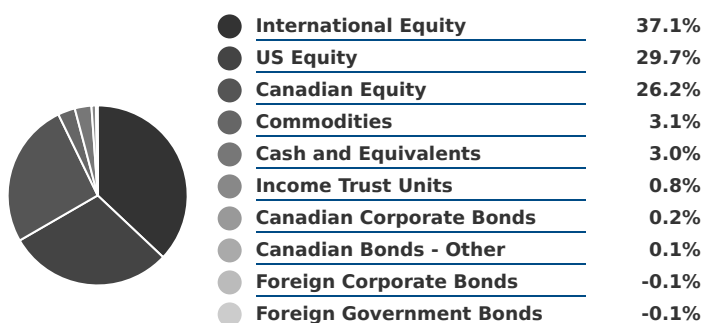 International Equity 37.1%
US Equity 29.7%
Canadian Equity 26.2%
Commodities 3.1%
Cash and Equivalents 3.0%
Income Trust Units 0.8%
Canadian Corporate Bonds 0.2%
Canadian Bonds - Other 0.1%
Foreign Corporate Bonds -0.1%
Foreign Government Bonds -0.1%